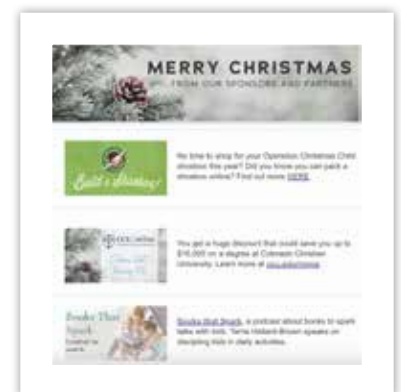 MERRY CHRISTMAS
FROM OUR SPONSORS AND PARTNERS
Build a Shoebox!
No time to shop for your Operation Christmas Child
shoebox this year? Did you know you can pack a
shoebox online? Find out more HERE.
You get a huge discount that could save you up to
on a degree at Colorado Christian
University. Learn more at
Books That
Spark
Books that Spark, a podcast about books to spark
talks with kids. Terrie Hellard-Brown speaks on
discipling kids in daily activities.